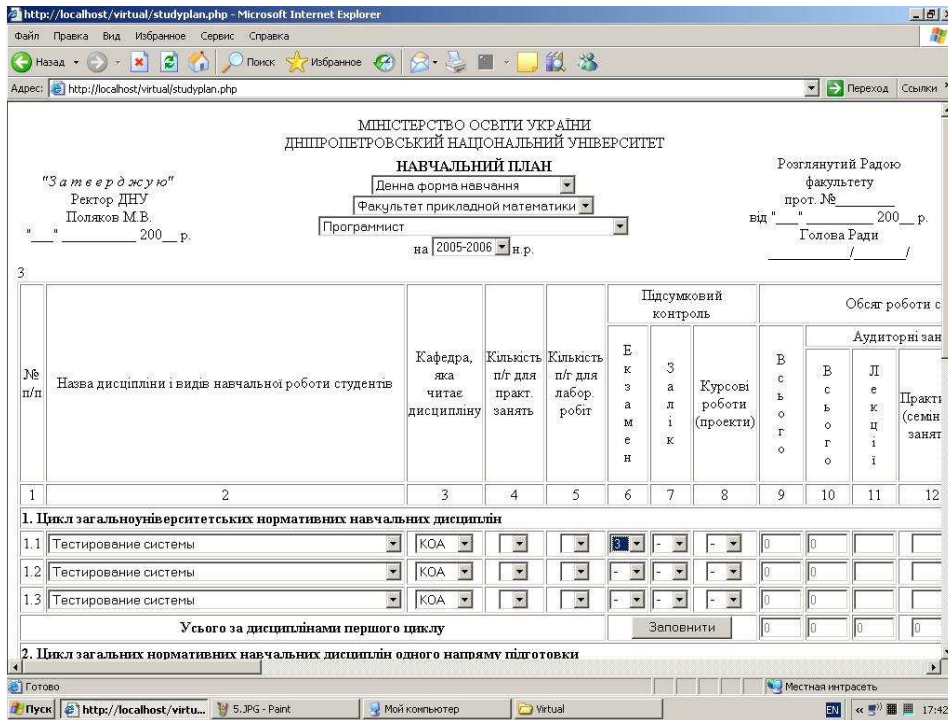 http://localhost/virtual/studyplan.php - Microsoft Internet Explorer
Файл Правка Вид Избранное Сервис Справка
Назад Поиск Избранное
Адрес: http://localhost/virtual/studyplan.php Переход Ссылки
МІНІСТЕРСТВО ОСВІТИ УКРАЇНИ
ДНІПРОПЕТРОВСЬКИЙ НАЦІОНАЛЬНИЙ УНІВЕРСИТЕТ
"Затверджую"
Ректор ДНУ
Поляков М.В.
"___" __________ 200__ р.
НАВЧАЛЬНИЙ ПЛАН
Денна форма навчання
Факультет прикладной математики
Программист
на 2005-2006 н.р.
Розглянутий Радою
факультету
прот. №________
від "___" __________ 200__ р.
Голова Ради
__________/______/
3
№ п/п
Назва дисціпліни і видів навчальної роботи студентів
Кафедра, яка читає дисципліну
Кількість п/г для практ. занять
Кількість п/г для лабор. робіт
Підсумковий контроль
Екзамен
Залік
Курсові роботи (проекти)
Обсяг роботи с
Всього
Аудиторні зан
Всього
Лекції
Практи
(семін
занят
1 2 3 4 5 6 7 8 9 10 11 12
1. Цикл загальноуніверситетських нормативних навчальних дисциплін
1.1 Тестирование системы КОА 3 - - 0 0
1.2 Тестирование системы КОА - - - 0 0
1.3 Тестирование системы КОА - - - 0 0
Усього за дисциплінами першого циклу Заповнити 0 0 0 0
2. Цикл загальних нормативних навчальних дисциплін одного напряму підготовки
Готово Местная интрасеть
Пуск http://localhost/virtu... 5.JPG - Paint Мой компьютер Virtual EN 17:42